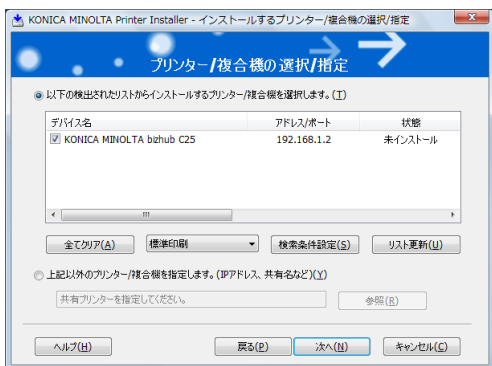 KONICA MINOLTA Printer Installer - インストールするプリンター/複合機の選択/指定
プリンター/複合機の選択/指定
以下の検出されたリストからインストールするプリンター/複合機を選択します。(I)
デバイス名 アドレス/ポート 状態
KONICA MINOLTA bizhub C25 192.168.1.2 未インストール
全てクリア(A) 標準印刷 検索条件設定(S) リスト更新(U)
上記以外のプリンター/複合機を指定します。(IPアドレス、共有名など)(Y)
共有プリンターを指定してください。 参照(R)
ヘルプ(H) 戻る(P) 次へ(N) キャンセル(C)